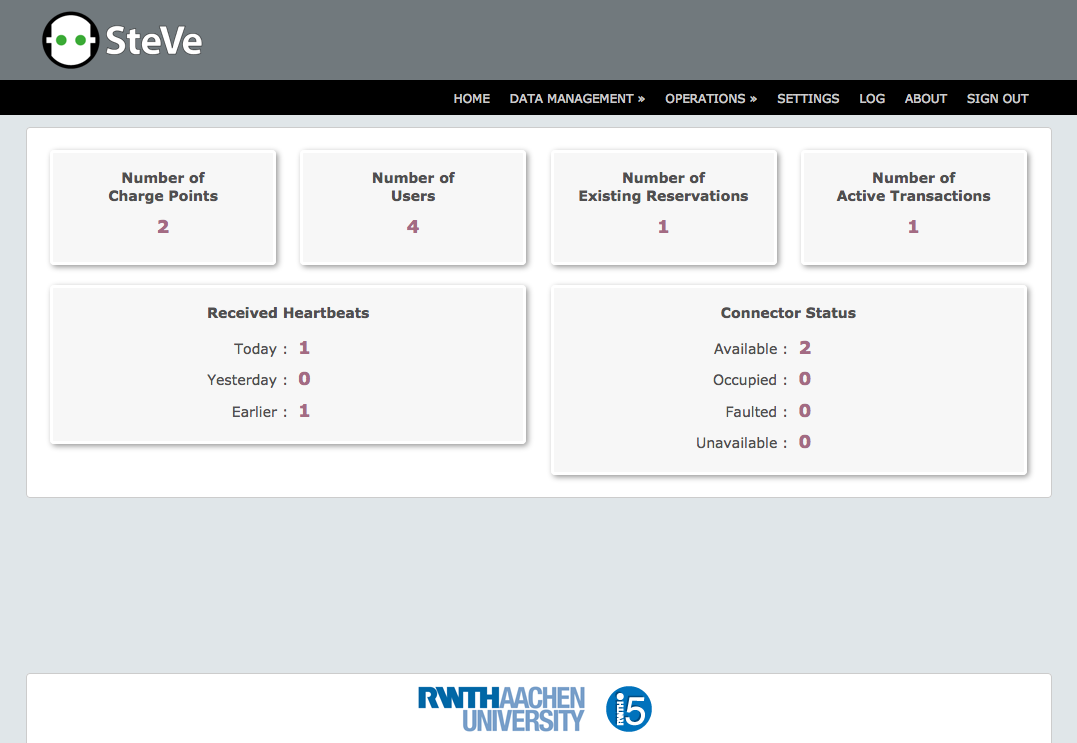 SteVe
HOME DATA MANAGEMENT » OPERATIONS » SETTINGS LOG ABOUT SIGN OUT
Number of
Charge Points
2
Number of
Users
4
Number of
Existing Reservations
1
Number of
Active Transactions
1
Received Heartbeats
Today : 1
Yesterday : 0
Earlier : 1
Connector Status
Available : 2
Occupied : 0
Faulted : 0
Unavailable : 0
RWTH AACHEN
UNIVERSITY
RWTH i5